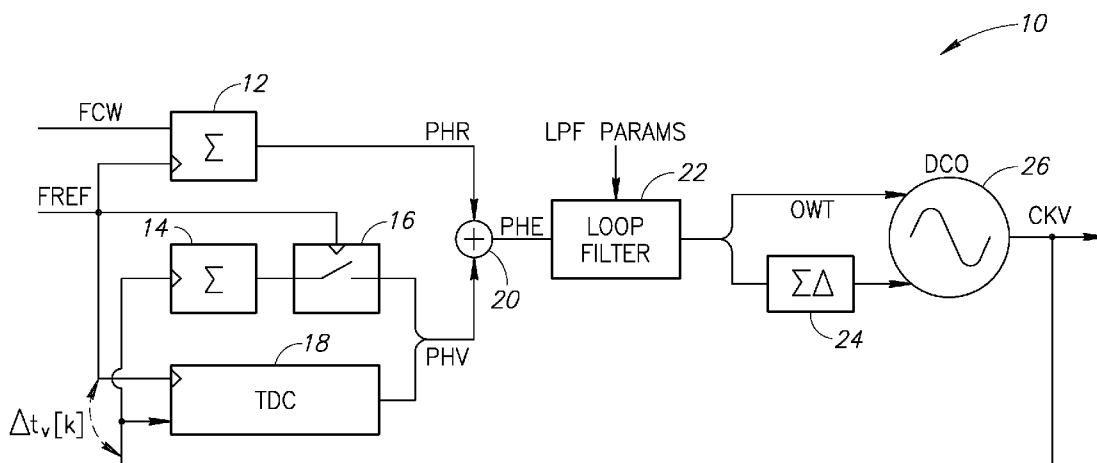 10
12
FCW
Σ
PHR
LPF PARAMS
DCO
FREF
22
26
14
16
PHE
LOOP
FILTER
OWT
CKV
Σ
+
20
ΣΔ
18
PHV
24
TDC
Δtᵥ[k]